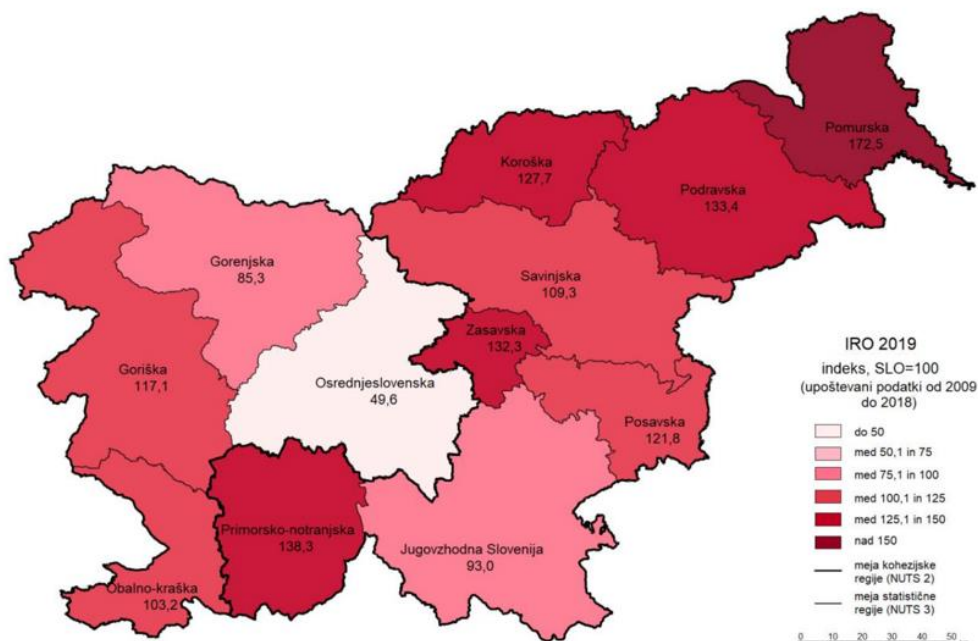 Pomurska
172,5
Koroška
127,7
Podravska
133,4
Gorenjska
85,3
Savinjska
109,3
Zasavska
132,3
Goriška
117,1
Osrednjeslovenska
49,6
Posavska
121,8
Primorsko-notranjska
138,3
Jugovzhodna Slovenija
93,0
Obalno-kraška
103,2
IRO 2019
indeks, SLO=100
(upoštevani podatki od 2009
do 2018)
do 50
med 50,1 in 75
med 75,1 in 100
med 100,1 in 125
med 125,1 in 150
nad 150
meja kohezijske
regije (NUTS 2)
meja statistične
regije (NUTS 3)
0 10 20 30 40 50